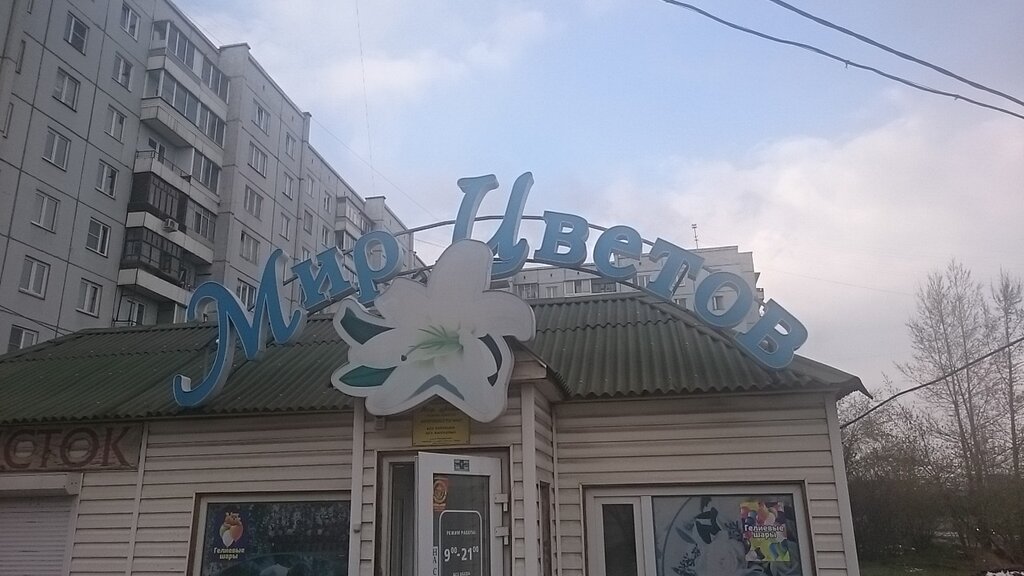 Мир Цветов
СТОК
Гелиевые
шары
РЕЖИМ РАБОТЫ
9⁰⁰-21⁰⁰
Гелиевые
шары